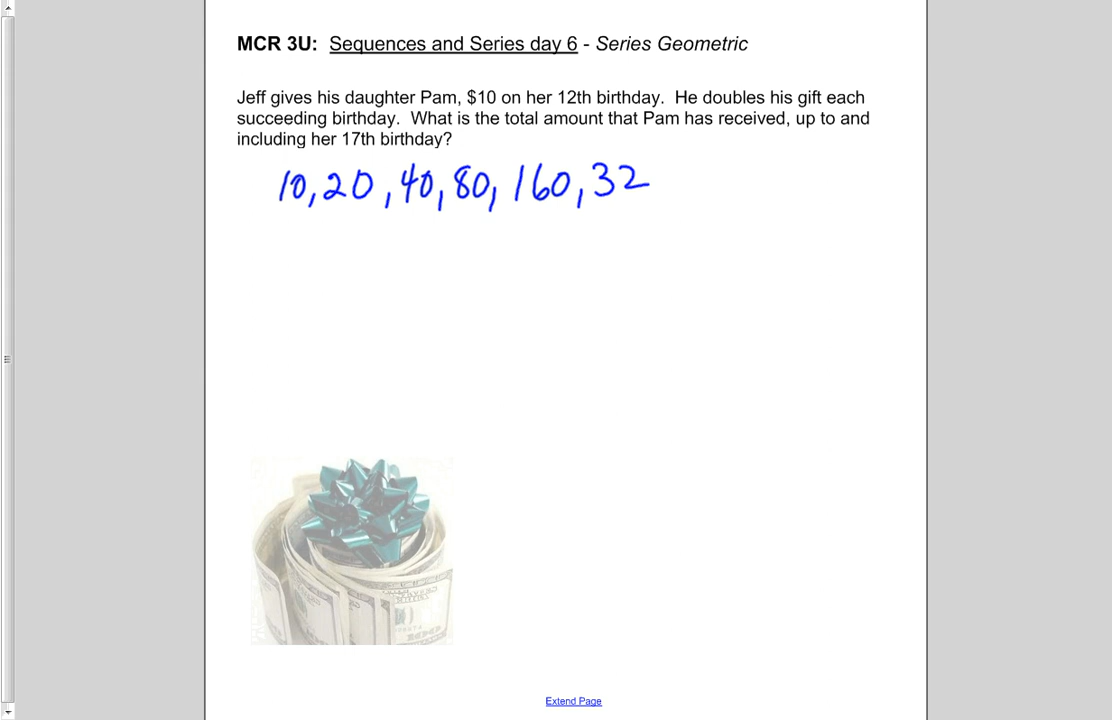 MCR 3U: Sequences and Series day 6 - Series Geometric
Jeff gives his daughter Pam, $10 on her 12th birthday. He doubles his gift each
succeeding birthday. What is the total amount that Pam has received, up to and
including her 17th birthday?
10, 20, 40, 80, 160, 32
Extend Page